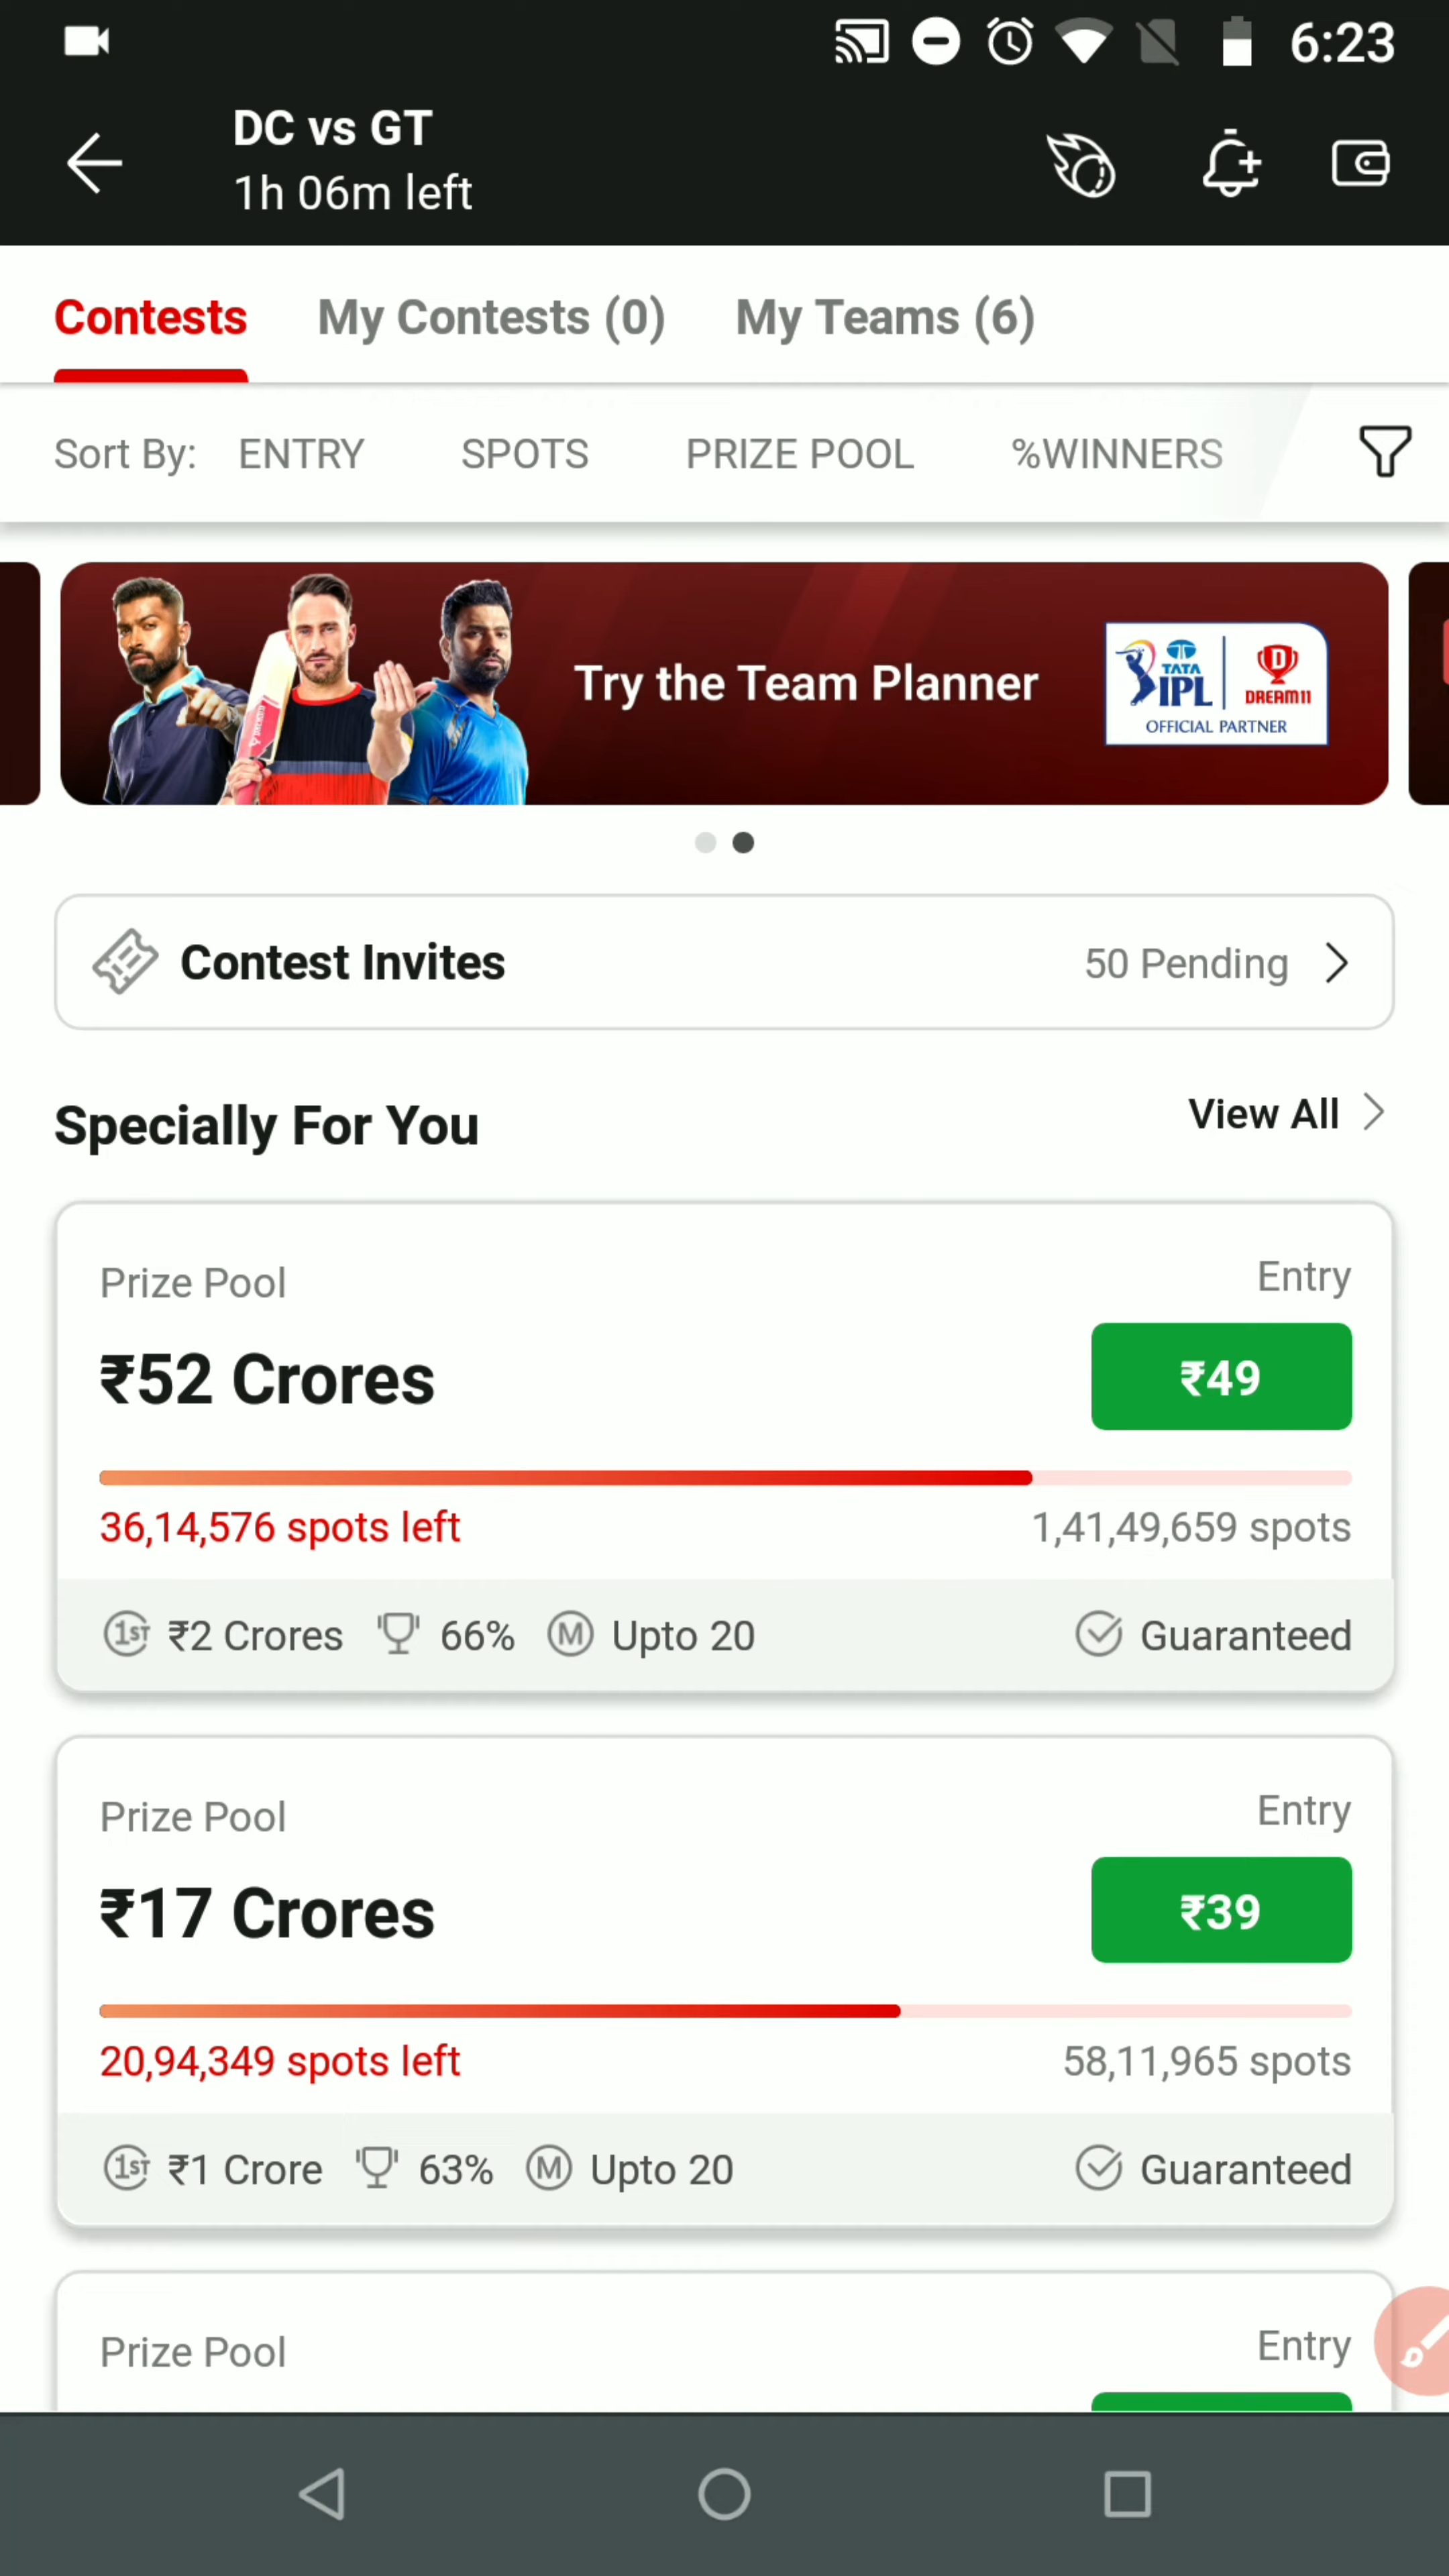 6:23
DC vs GT
1h 06m left
Contests My Contests (0) My Teams (6)
Sort By: ENTRY SPOTS PRIZE POOL %WINNERS
Try the Team Planner
TATA
IPL
D
DREAM11
OFFICIAL PARTNER
Contest Invites 50 Pending
Specially For You View All
Prize Pool Entry
₹52 Crores ₹49
36,14,576 spots left 1,41,49,659 spots
1ST ₹2 Crores 66% M Upto 20 Guaranteed
Prize Pool Entry
₹17 Crores ₹39
20,94,349 spots left 58,11,965 spots
1ST ₹1 Crore 63% M Upto 20 Guaranteed
Prize Pool Entry